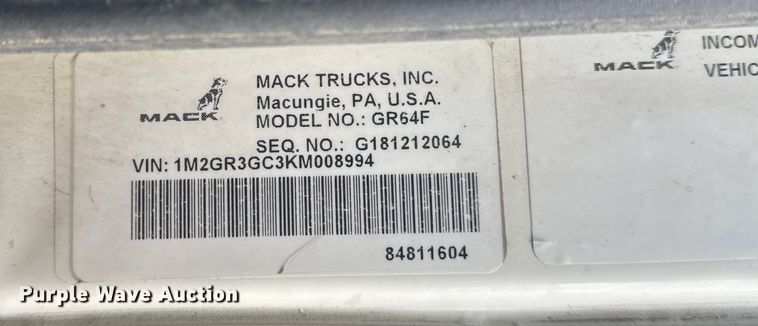 MACK
MACK TRUCKS, INC.
Macungie, PA, U.S.A.
MODEL NO.: GR64F
SEQ. NO.: G181212064
VIN: 1M2GR3GC3KM008994
84811604
MACK
INCOM
VEHIC
Purple Wave Auction